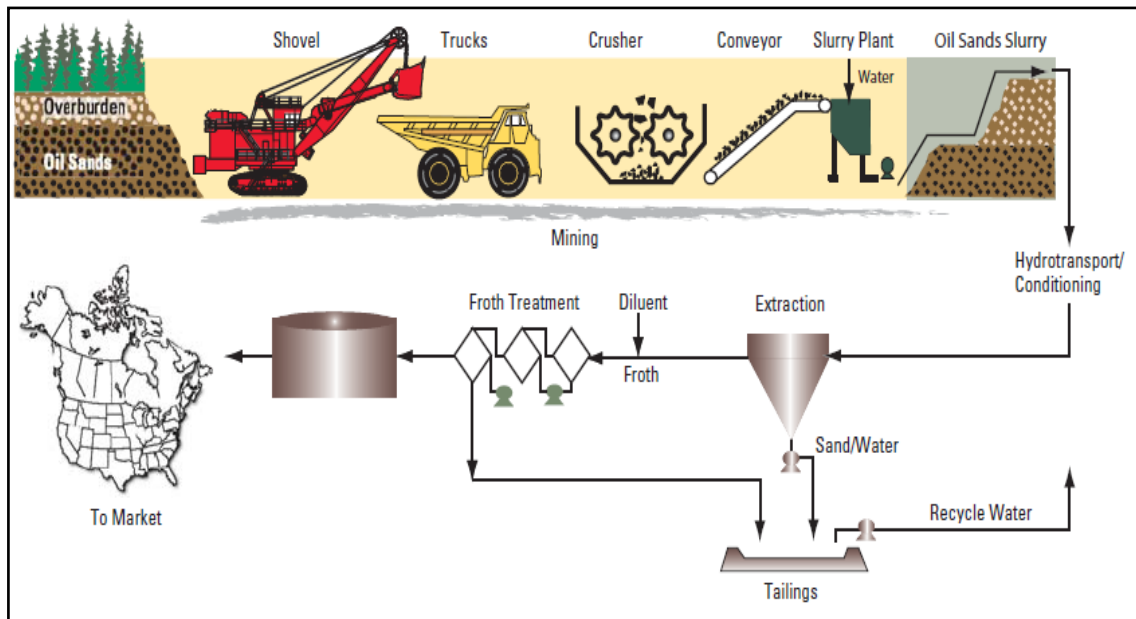 Shovel
Trucks
Crusher
Conveyor
Slurry Plant
Oil Sands Slurry
Water
Overburden
Oil Sands
Mining
Hydrotransport/
Conditioning
Froth Treatment
Diluent
Extraction
Froth
Sand/Water
To Market
Recycle Water
Tailings